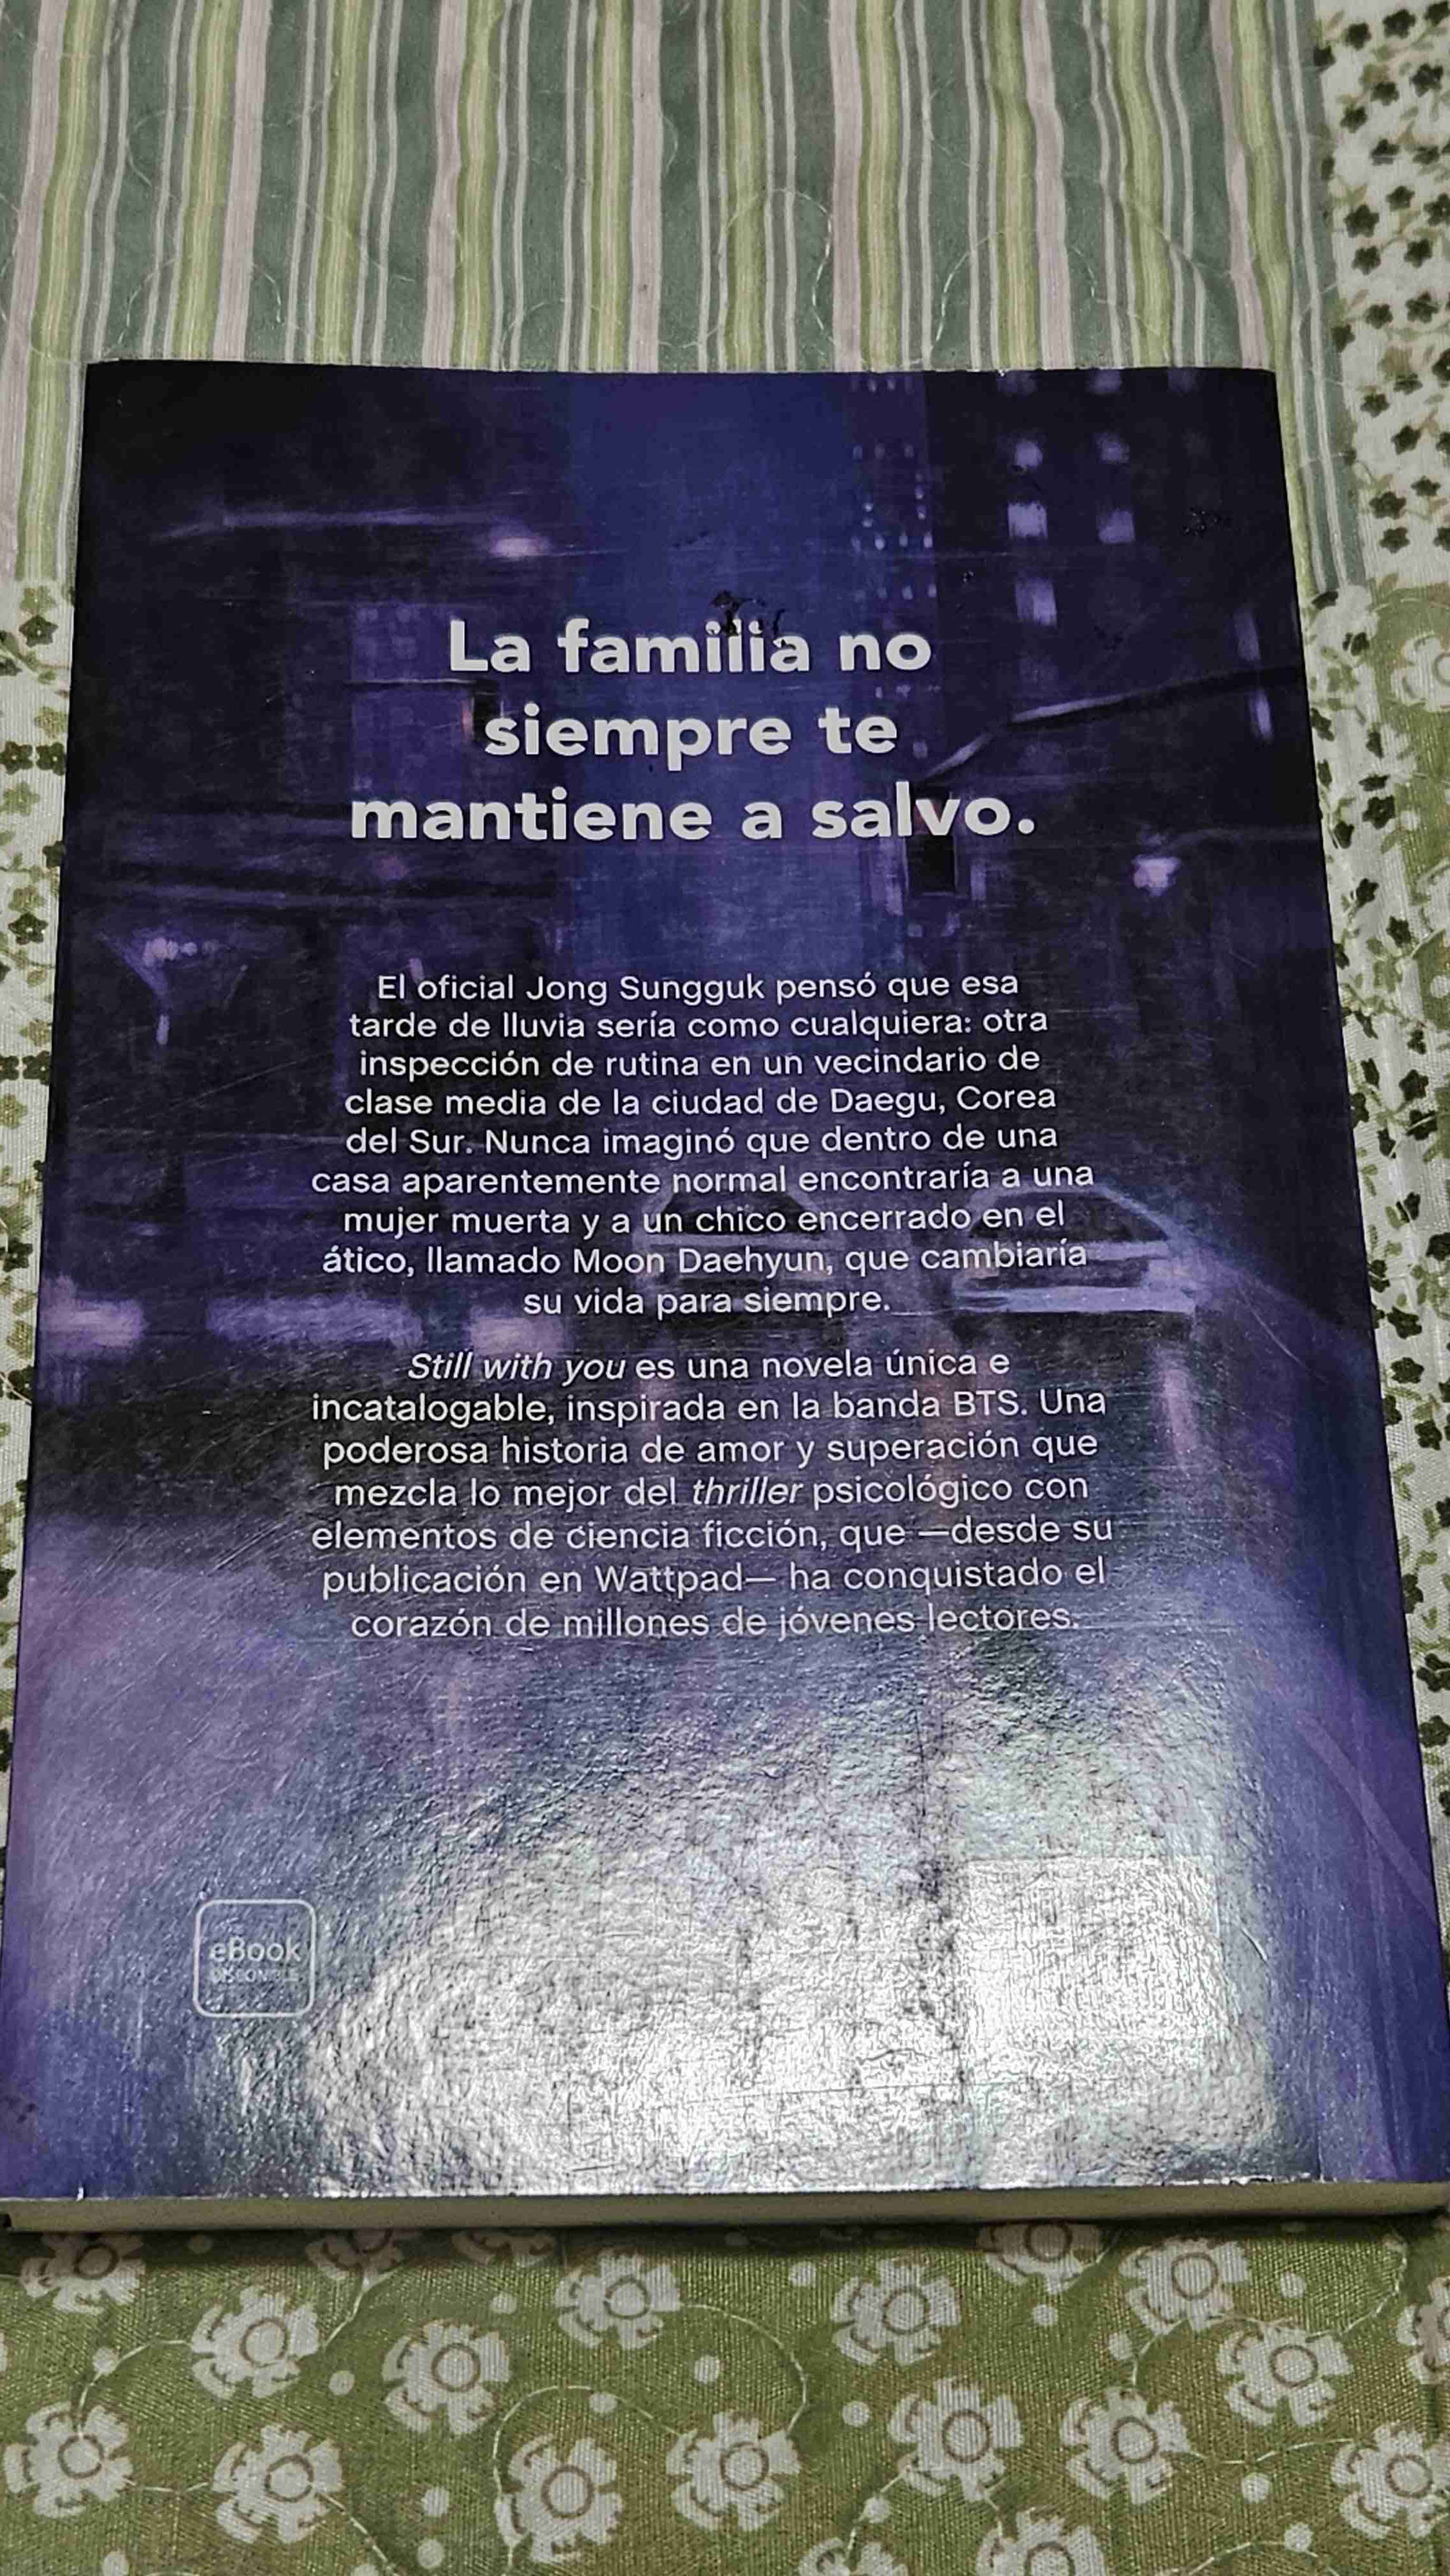 La familia no
siempre te
mantiene a salvo.
El oficial Jong Sungguk pensó que esa
tarde de lluvia sería como cualquiera: otra
inspección de rutina en un vecindario de
clase media de la ciudad de Daegu, Corea
del Sur. Nunca imaginó que dentro de una
casa aparentemente normal encontraría a una
mujer muerta y a un chico encerrado en el
ático, llamado Moon Daehyun, que cambiaría
su vida para siempre.
Still with you es una novela única e
incatalogable, inspirada en la banda BTS. Una
poderosa historia de amor y superación que
mezcla lo mejor del thriller psicológico con
elementos de ciencia ficción, que —desde su
publicación en Wattpad— ha conquistado el
corazón de millones de jóvenes lectores.
eBook
DISPONIBLE